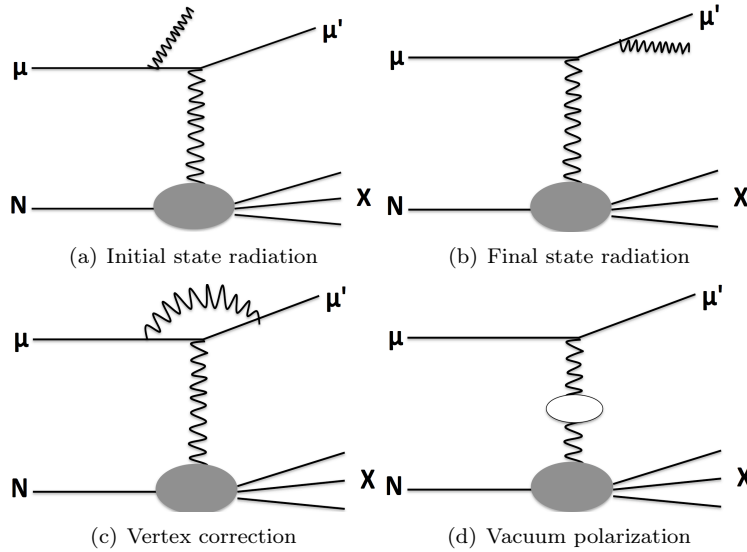 μ'
μ
N
X
(a) Initial state radiation
μ'
μ
N
X
(b) Final state radiation
μ'
μ
N
X
(c) Vertex correction
μ'
μ
N
X
(d) Vacuum polarization